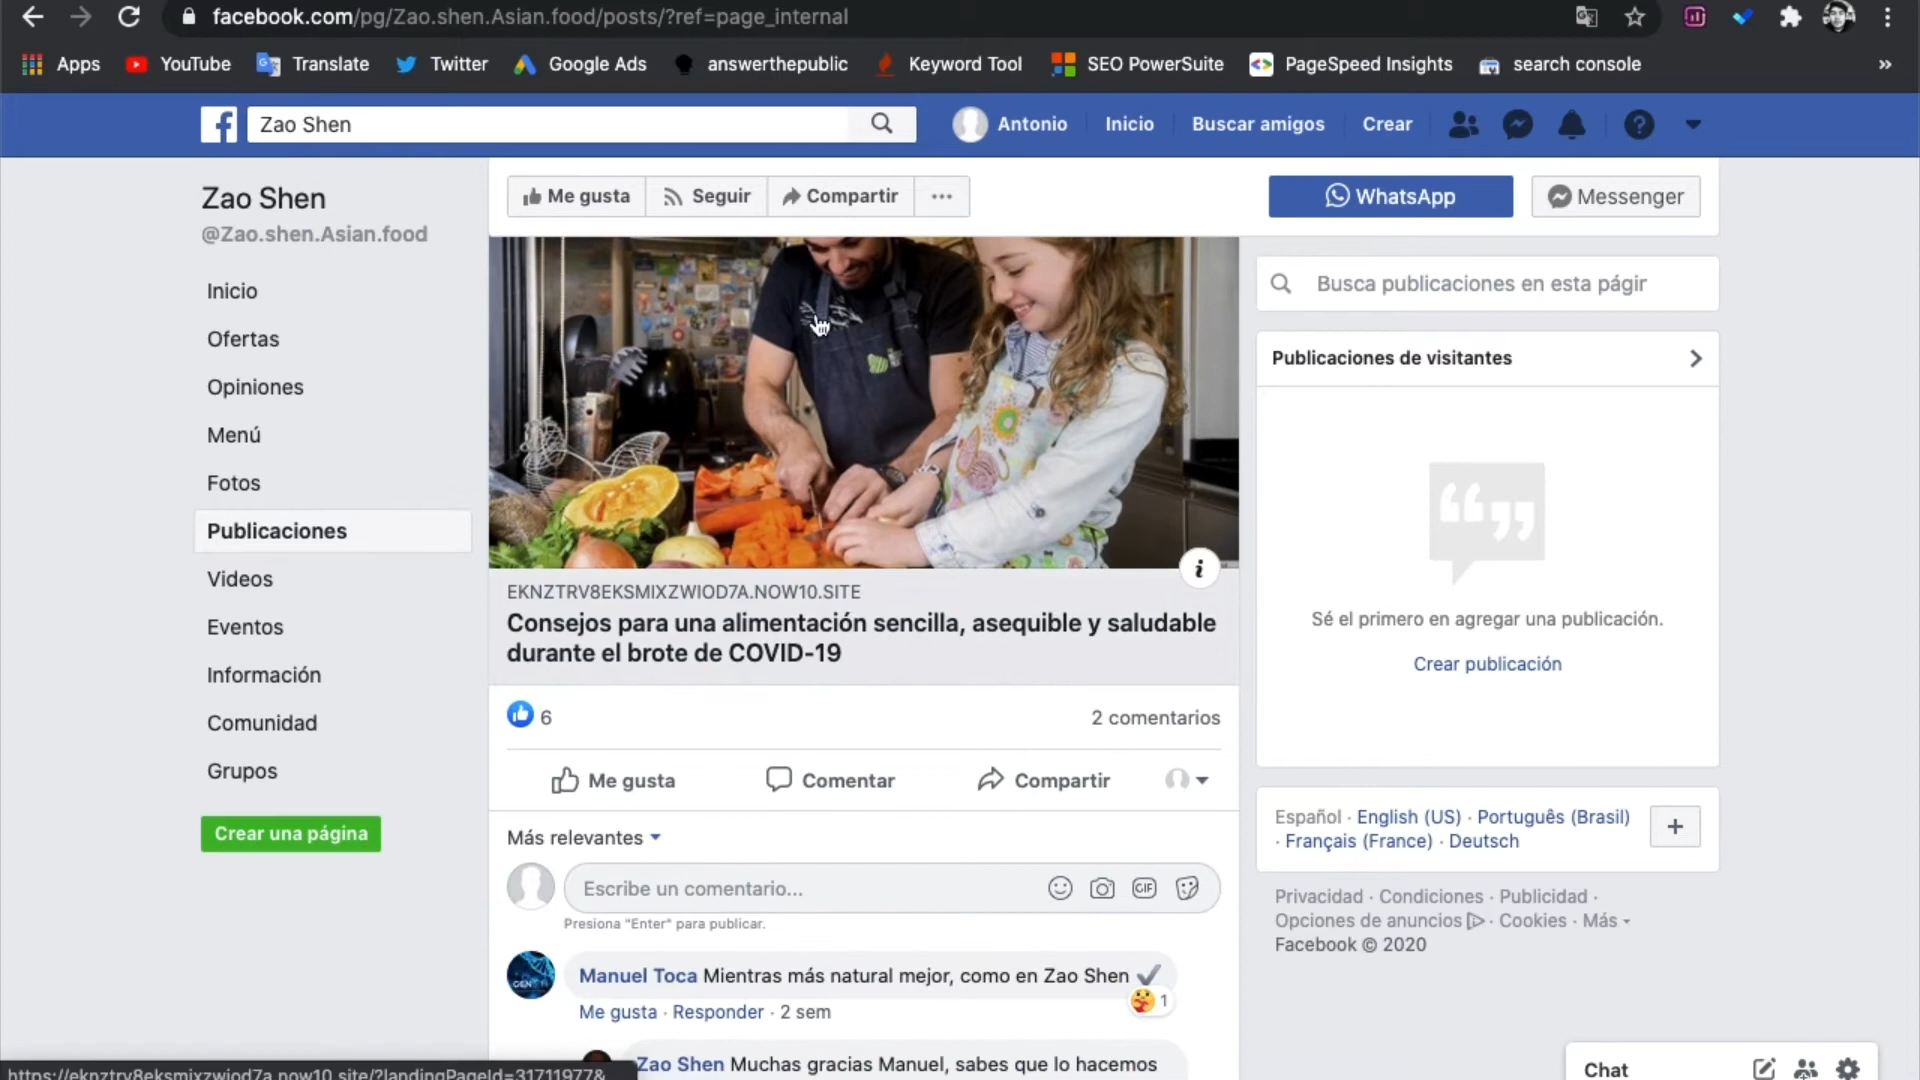 facebook.com/pg/Zao.shen.Asian.food/posts/?ref=page_internal
Apps YouTube Translate Twitter Google Ads answerthepublic Keyword Tool SEO PowerSuite PageSpeed Insights search console »
Zao Shen
Antonio Inicio Buscar amigos Crear
Zao Shen
@Zao.shen.Asian.food
Inicio
Ofertas
Opiniones
Menú
Fotos
Publicaciones
Videos
Eventos
Información
Comunidad
Grupos
Crear una página
Me gusta Seguir Compartir ...
WhatsApp Messenger
EKNZTRV8EKSMIXZWIOD7A.NOW10.SITE
Consejos para una alimentación sencilla, asequible y saludable
durante el brote de COVID-19
6 2 comentarios
Me gusta Comentar Compartir
Más relevantes
Escribe un comentario... GIF
Presiona "Enter" para publicar.
Manuel Toca Mientras más natural mejor, como en Zao Shen
1
Me gusta · Responder · 2 sem
Zao Shen Muchas gracias Manuel, sabes que lo hacemos
Busca publicaciones en esta págir
Publicaciones de visitantes
Sé el primero en agregar una publicación.
Crear publicación
Español · English (US) · Português (Brasil)
· Français (France) · Deutsch
Privacidad · Condiciones · Publicidad ·
Opciones de anuncios · Cookies · Más
Facebook © 2020
Chat
https://eknztrv8eksmixzwiod7a.now10.site/?landingPageId=31711977&